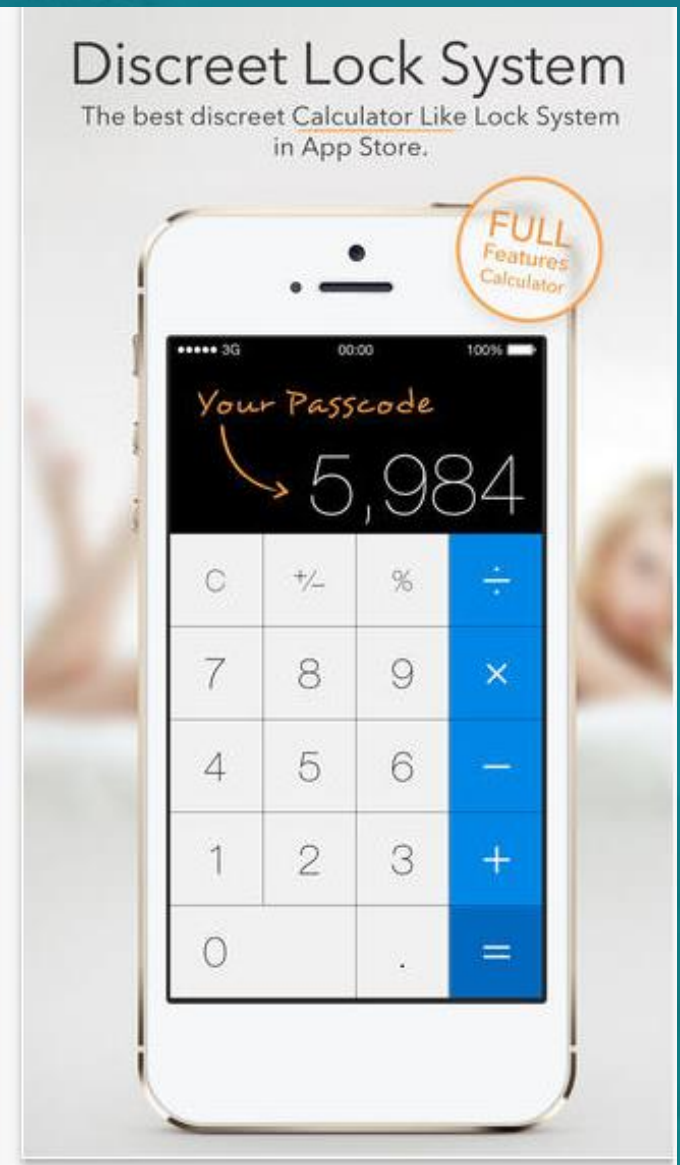 Discreet Lock System
The best discreet Calculator Like Lock System
in App Store.
FULL
Features
Calculator
3G 00:00 100%
Your Passcode
5,984
C +/− % ÷
7 8 9 ×
4 5 6 −
1 2 3 +
0 . =